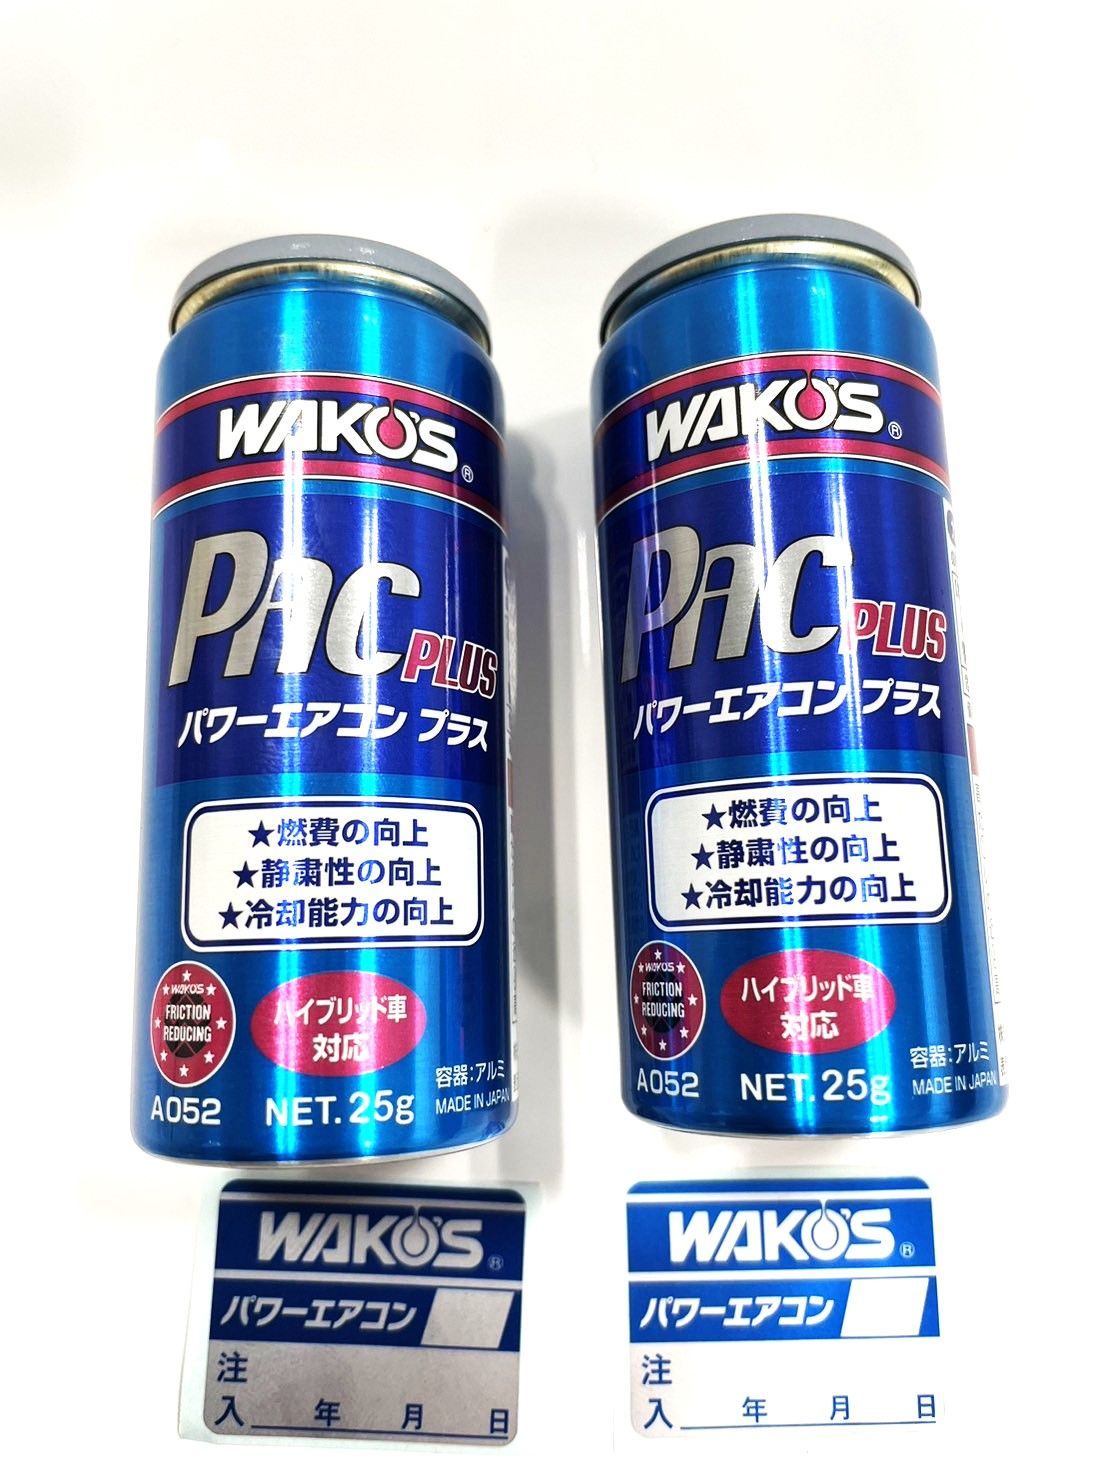 WAKO'S®
PAC PLUS
パワーエアコン プラス
★燃費の向上
★静粛性の向上
★冷却能力の向上
WAKO'S
FRICTION
REDUCING
ハイブリッド車
対応
A052
NET. 25g
容器:アルミ
MADE IN JAPAN
WAKO'S®
PAC PLUS
パワーエアコン プラス
★燃費の向上
★静粛性の向上
★冷却能力の向上
WAKO'S
FRICTION
REDUCING
ハイブリッド車
対応
A052
NET. 25g
容器:アルミ
MADE IN JAPAN
WAKO'S®
パワーエアコン
注
入 年 月 日
WAKO'S®
パワーエアコン
注
入 年 月 日